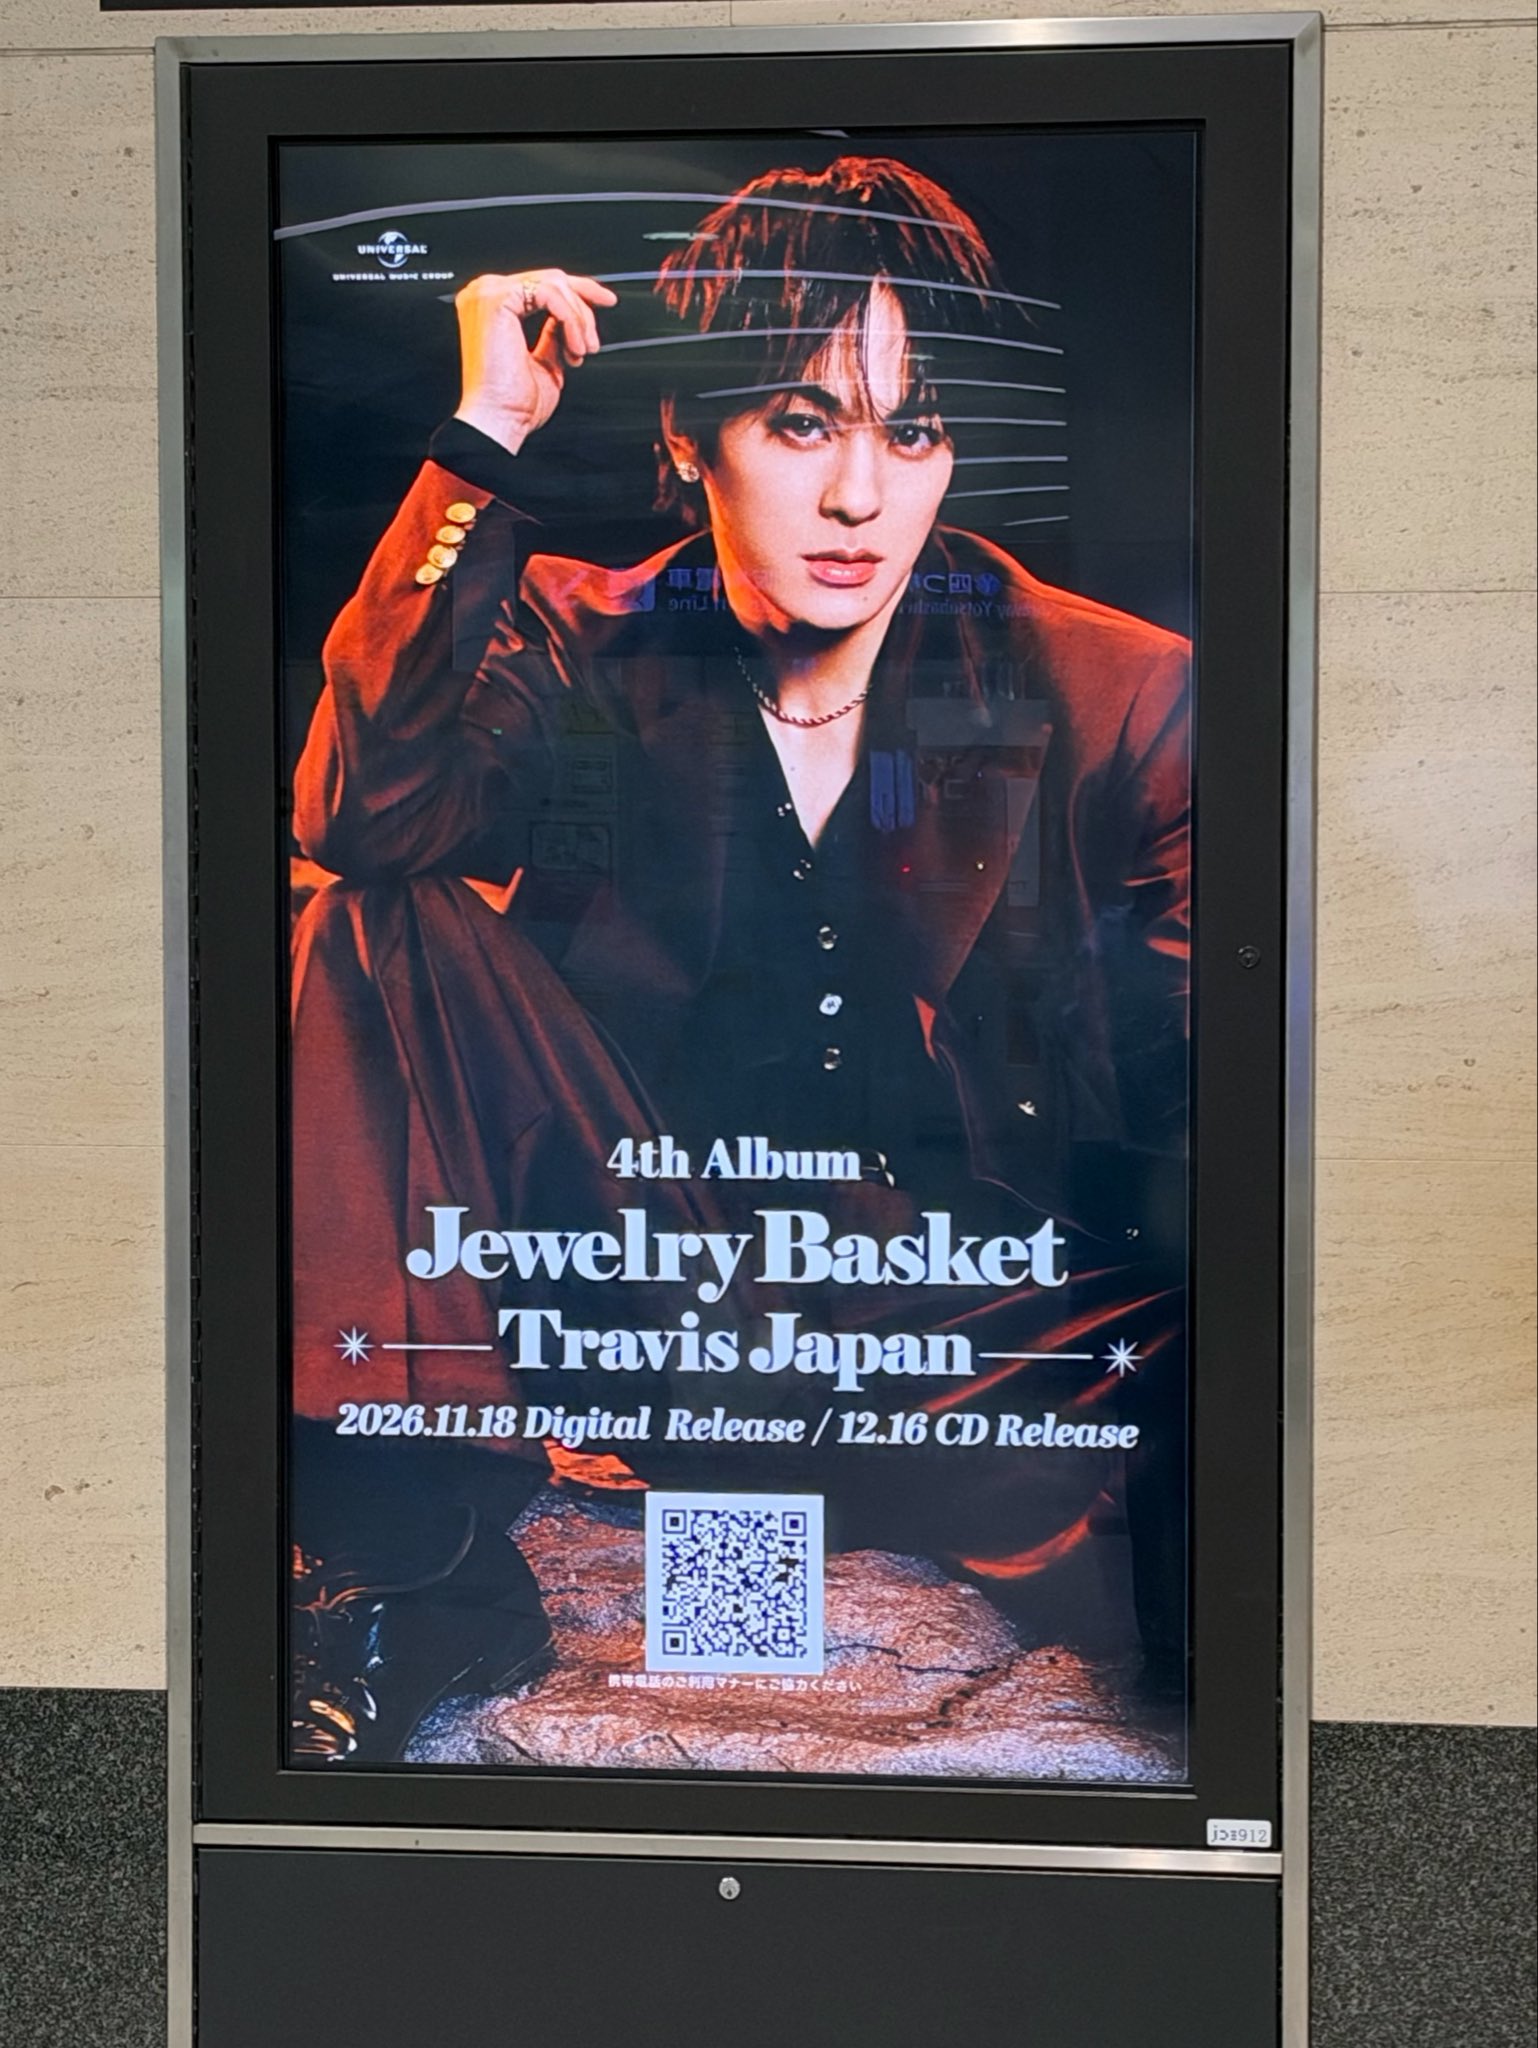 UNIVERSAL
UNIVERSAL MUSIC GROUP
4th Album
Jewelry Basket
Travis Japan
2026.11.18 Digital Release / 12.16 CD Release
携帯電話のご利用マナーにご協力ください
912